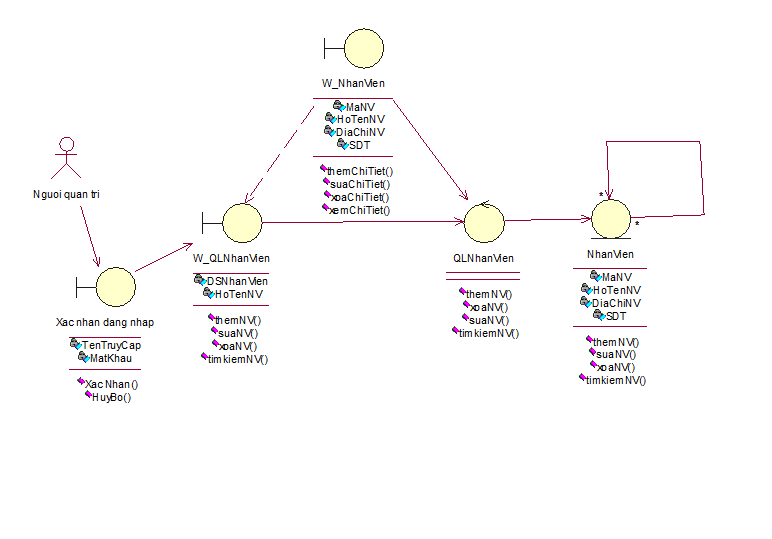 W_NhanVien
MaNV
HoTenNV
DiaChiNV
SDT
themChiTiet()
suaChiTiet()
xoaChiTiet()
xemChiTiet()
Nguoi quan tri
Xac nhan dang nhap
TenTruyCap
MatKhau
XacNhan()
HuyBo()
W_QLNhanVien
DSNhanVien
HoTenNV
themNV()
suaNV()
xoaNV()
timkiemNV()
QLNhanVien
themNV()
xoaNV()
suaNV()
timkiemNV()
*
*
NhanVien
MaNV
HoTenNV
DiaChiNV
SDT
themNV()
suaNV()
xoaNV()
timkiemNV()